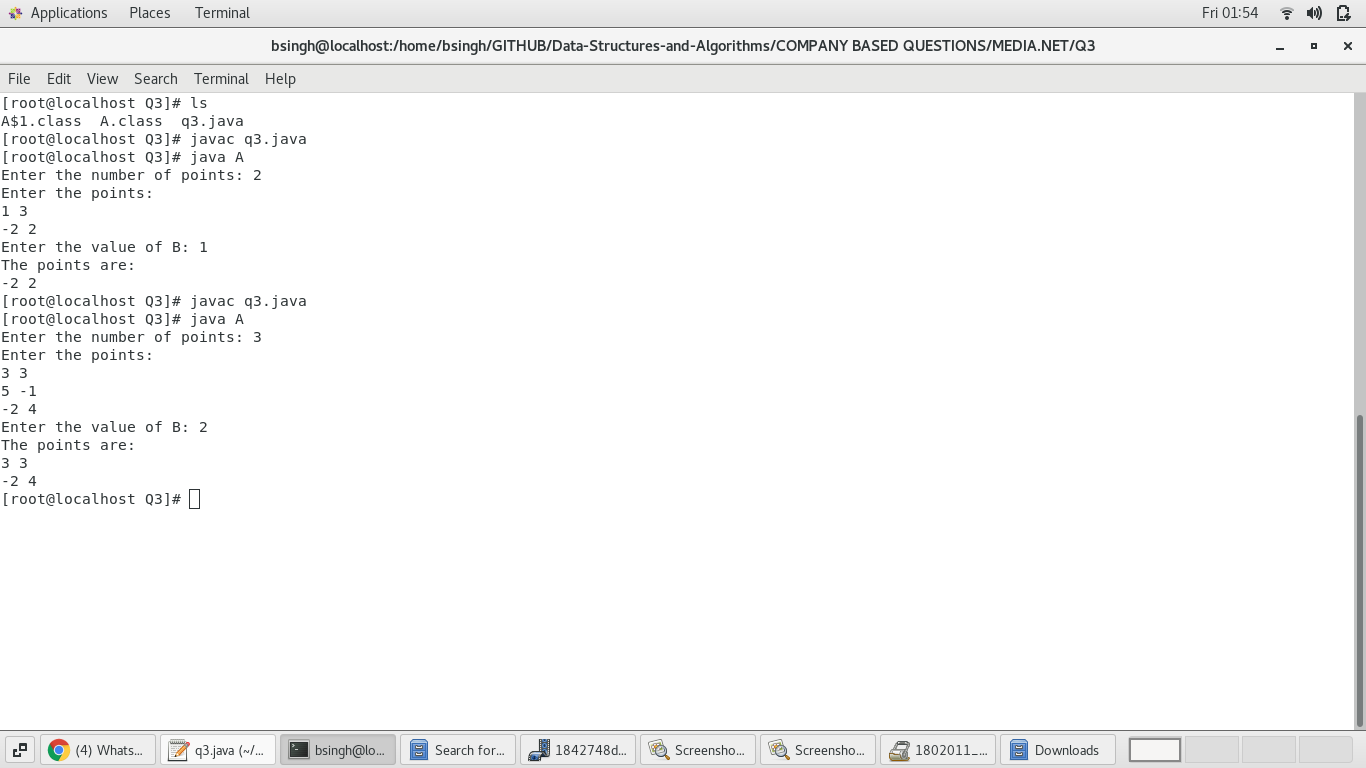 Applications Places Terminal Fri 01:54
bsingh@localhost:/home/bsingh/GITHUB/Data-Structures-and-Algorithms/COMPANY BASED QUESTIONS/MEDIA.NET/Q3
File Edit View Search Terminal Help
[root@localhost Q3]# ls
A$1.class  A.class  q3.java
[root@localhost Q3]# javac q3.java
[root@localhost Q3]# java A
Enter the number of points: 2
Enter the points:
1 3
-2 2
Enter the value of B: 1
The points are:
-2 2
[root@localhost Q3]# javac q3.java
[root@localhost Q3]# java A
Enter the number of points: 3
Enter the points:
3 3
5 -1
-2 4
Enter the value of B: 2
The points are:
3 3
-2 4
[root@localhost Q3]#
(4) Whats... q3.java (~/... bsingh@lo... Search for... 1842748d... Screensho... Screensho... 1802011_... Downloads